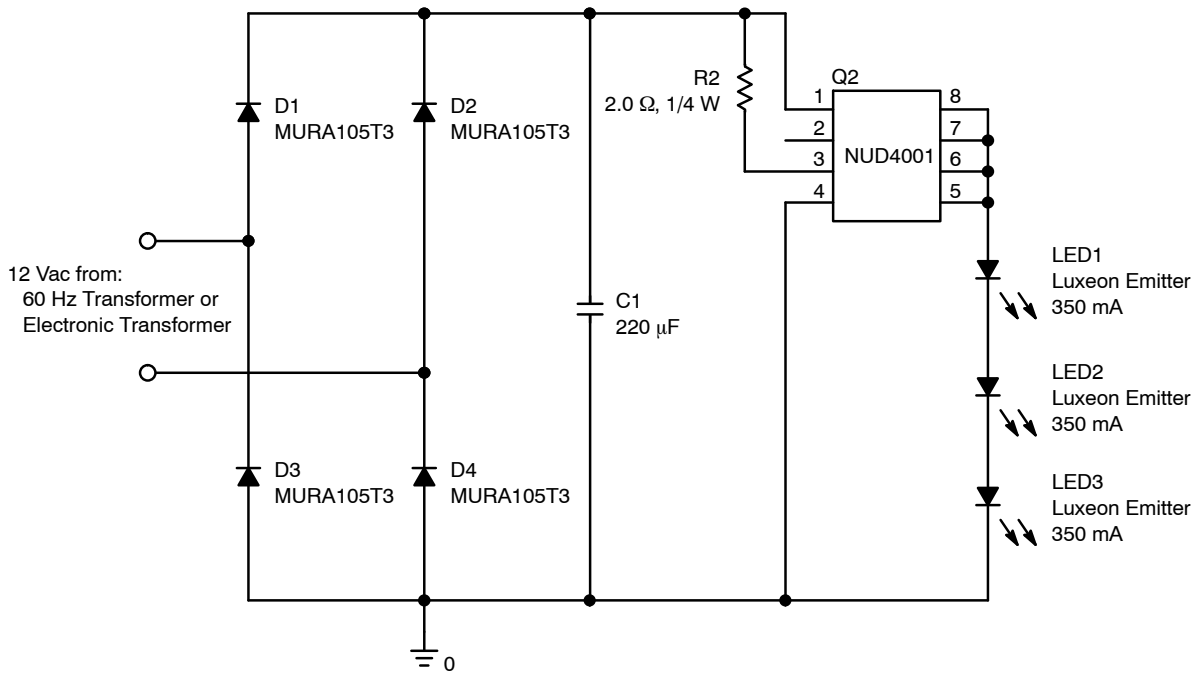 D1
MURA105T3
D2
MURA105T3
R2
2.0 Ω, 1/4 W
Q2
1
2
3
4
NUD4001
8
7
6
5
12 Vac from:
60 Hz Transformer or
Electronic Transformer
C1
220 μF
LED1
Luxeon Emitter
350 mA
LED2
Luxeon Emitter
350 mA
D3
MURA105T3
D4
MURA105T3
LED3
Luxeon Emitter
350 mA
0